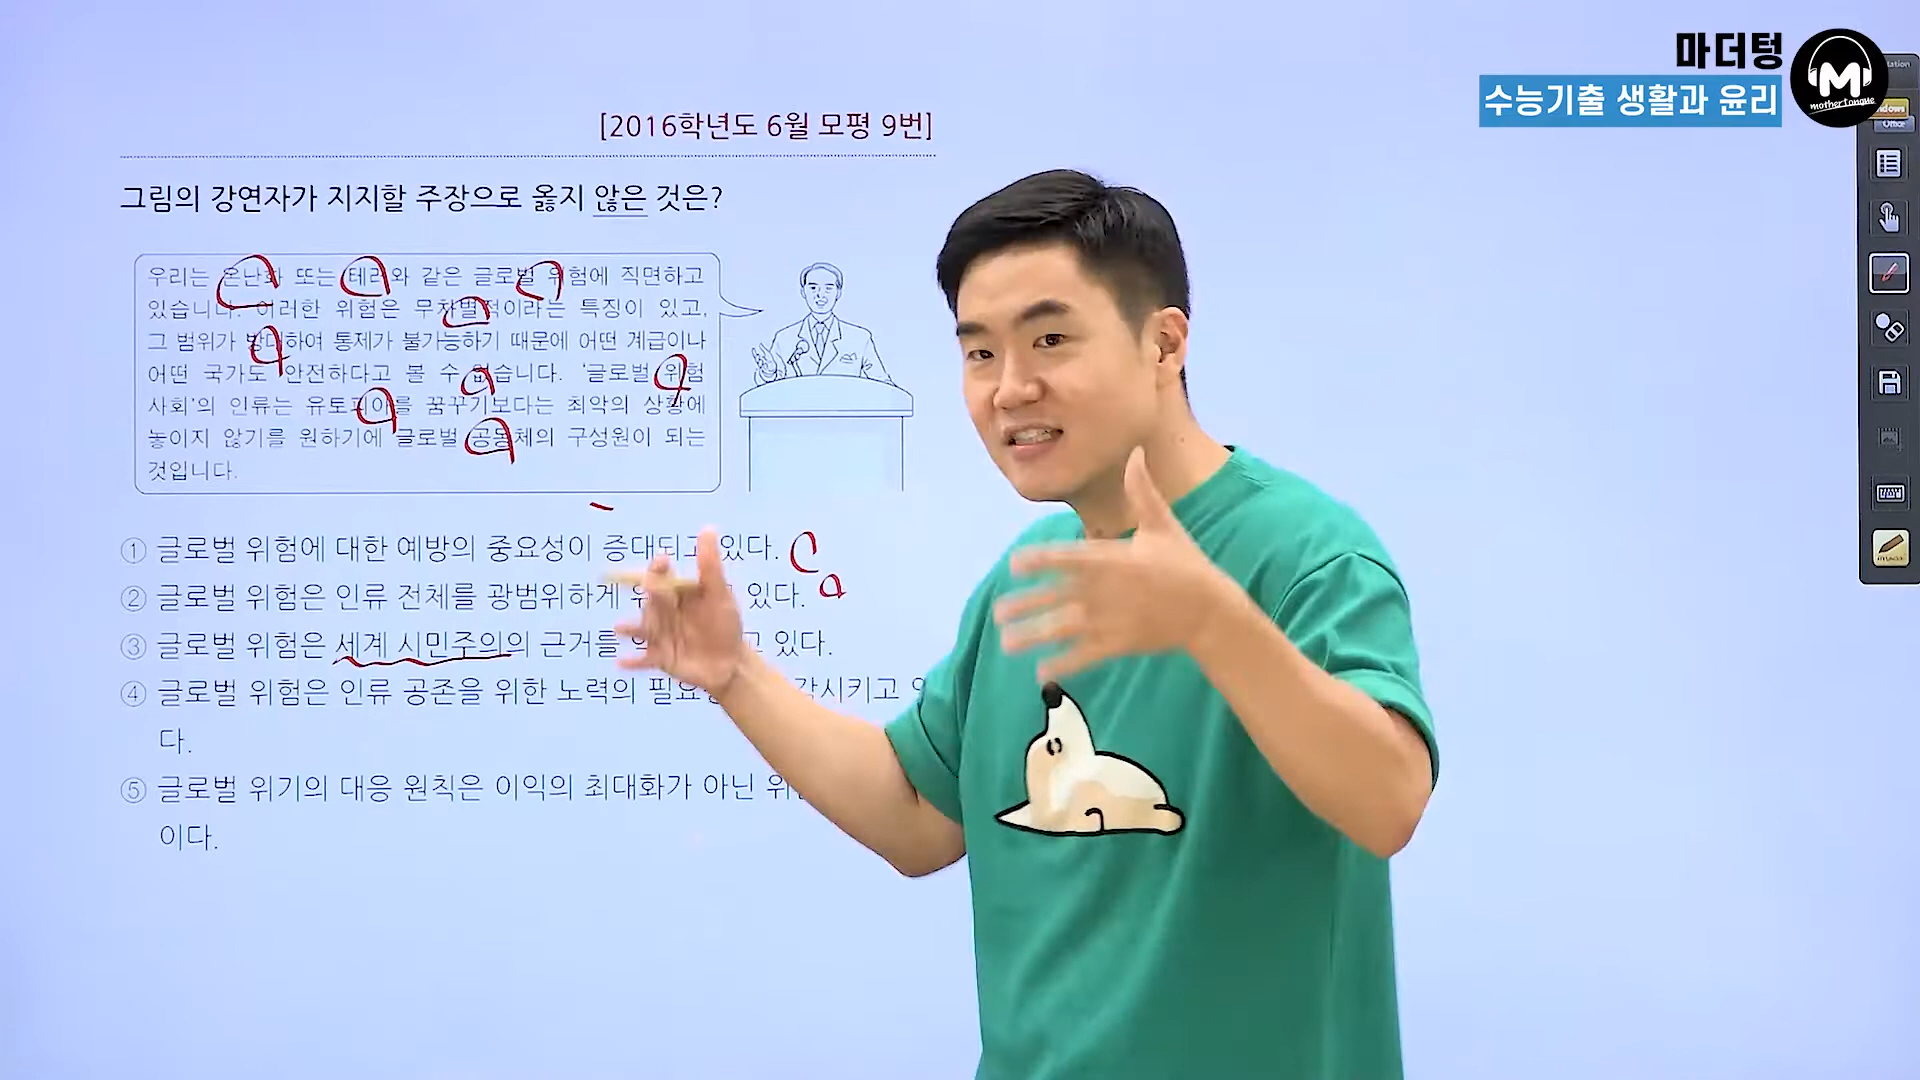 마더텅
수능기출 생활과 윤리
M
mothertongue
[2016학년도 6월 모평 9번]
그림의 강연자가 지지할 주장으로 옳지 않은 것은?
우리는 온난화 또는 테러와 같은 글로벌 위험에 직면하고
있습니다. 이러한 위험은 무차별적이라는 특징이 있고,
그 범위가 방대하여 통제가 불가능하기 때문에 어떤 계급이나
어떤 국가도 안전하다고 볼 수 없습니다. '글로벌 위험
사회'의 인류는 유토피아를 꿈꾸기보다는 최악의 상황에
놓이지 않기를 원하기에 글로벌 공동체의 구성원이 되는
것입니다.
① 글로벌 위험에 대한 예방의 중요성이 증대되고 있다.
② 글로벌 위험은 인류 전체를 광범위하게 있다.
③ 글로벌 위험은 세계 시민주의의 근거를 있다.
④ 글로벌 위험은 인류 공존을 위한 노력의
다.
⑤ 글로벌 위기의 대응 원칙은 이익의 최대화가 아닌
이다.